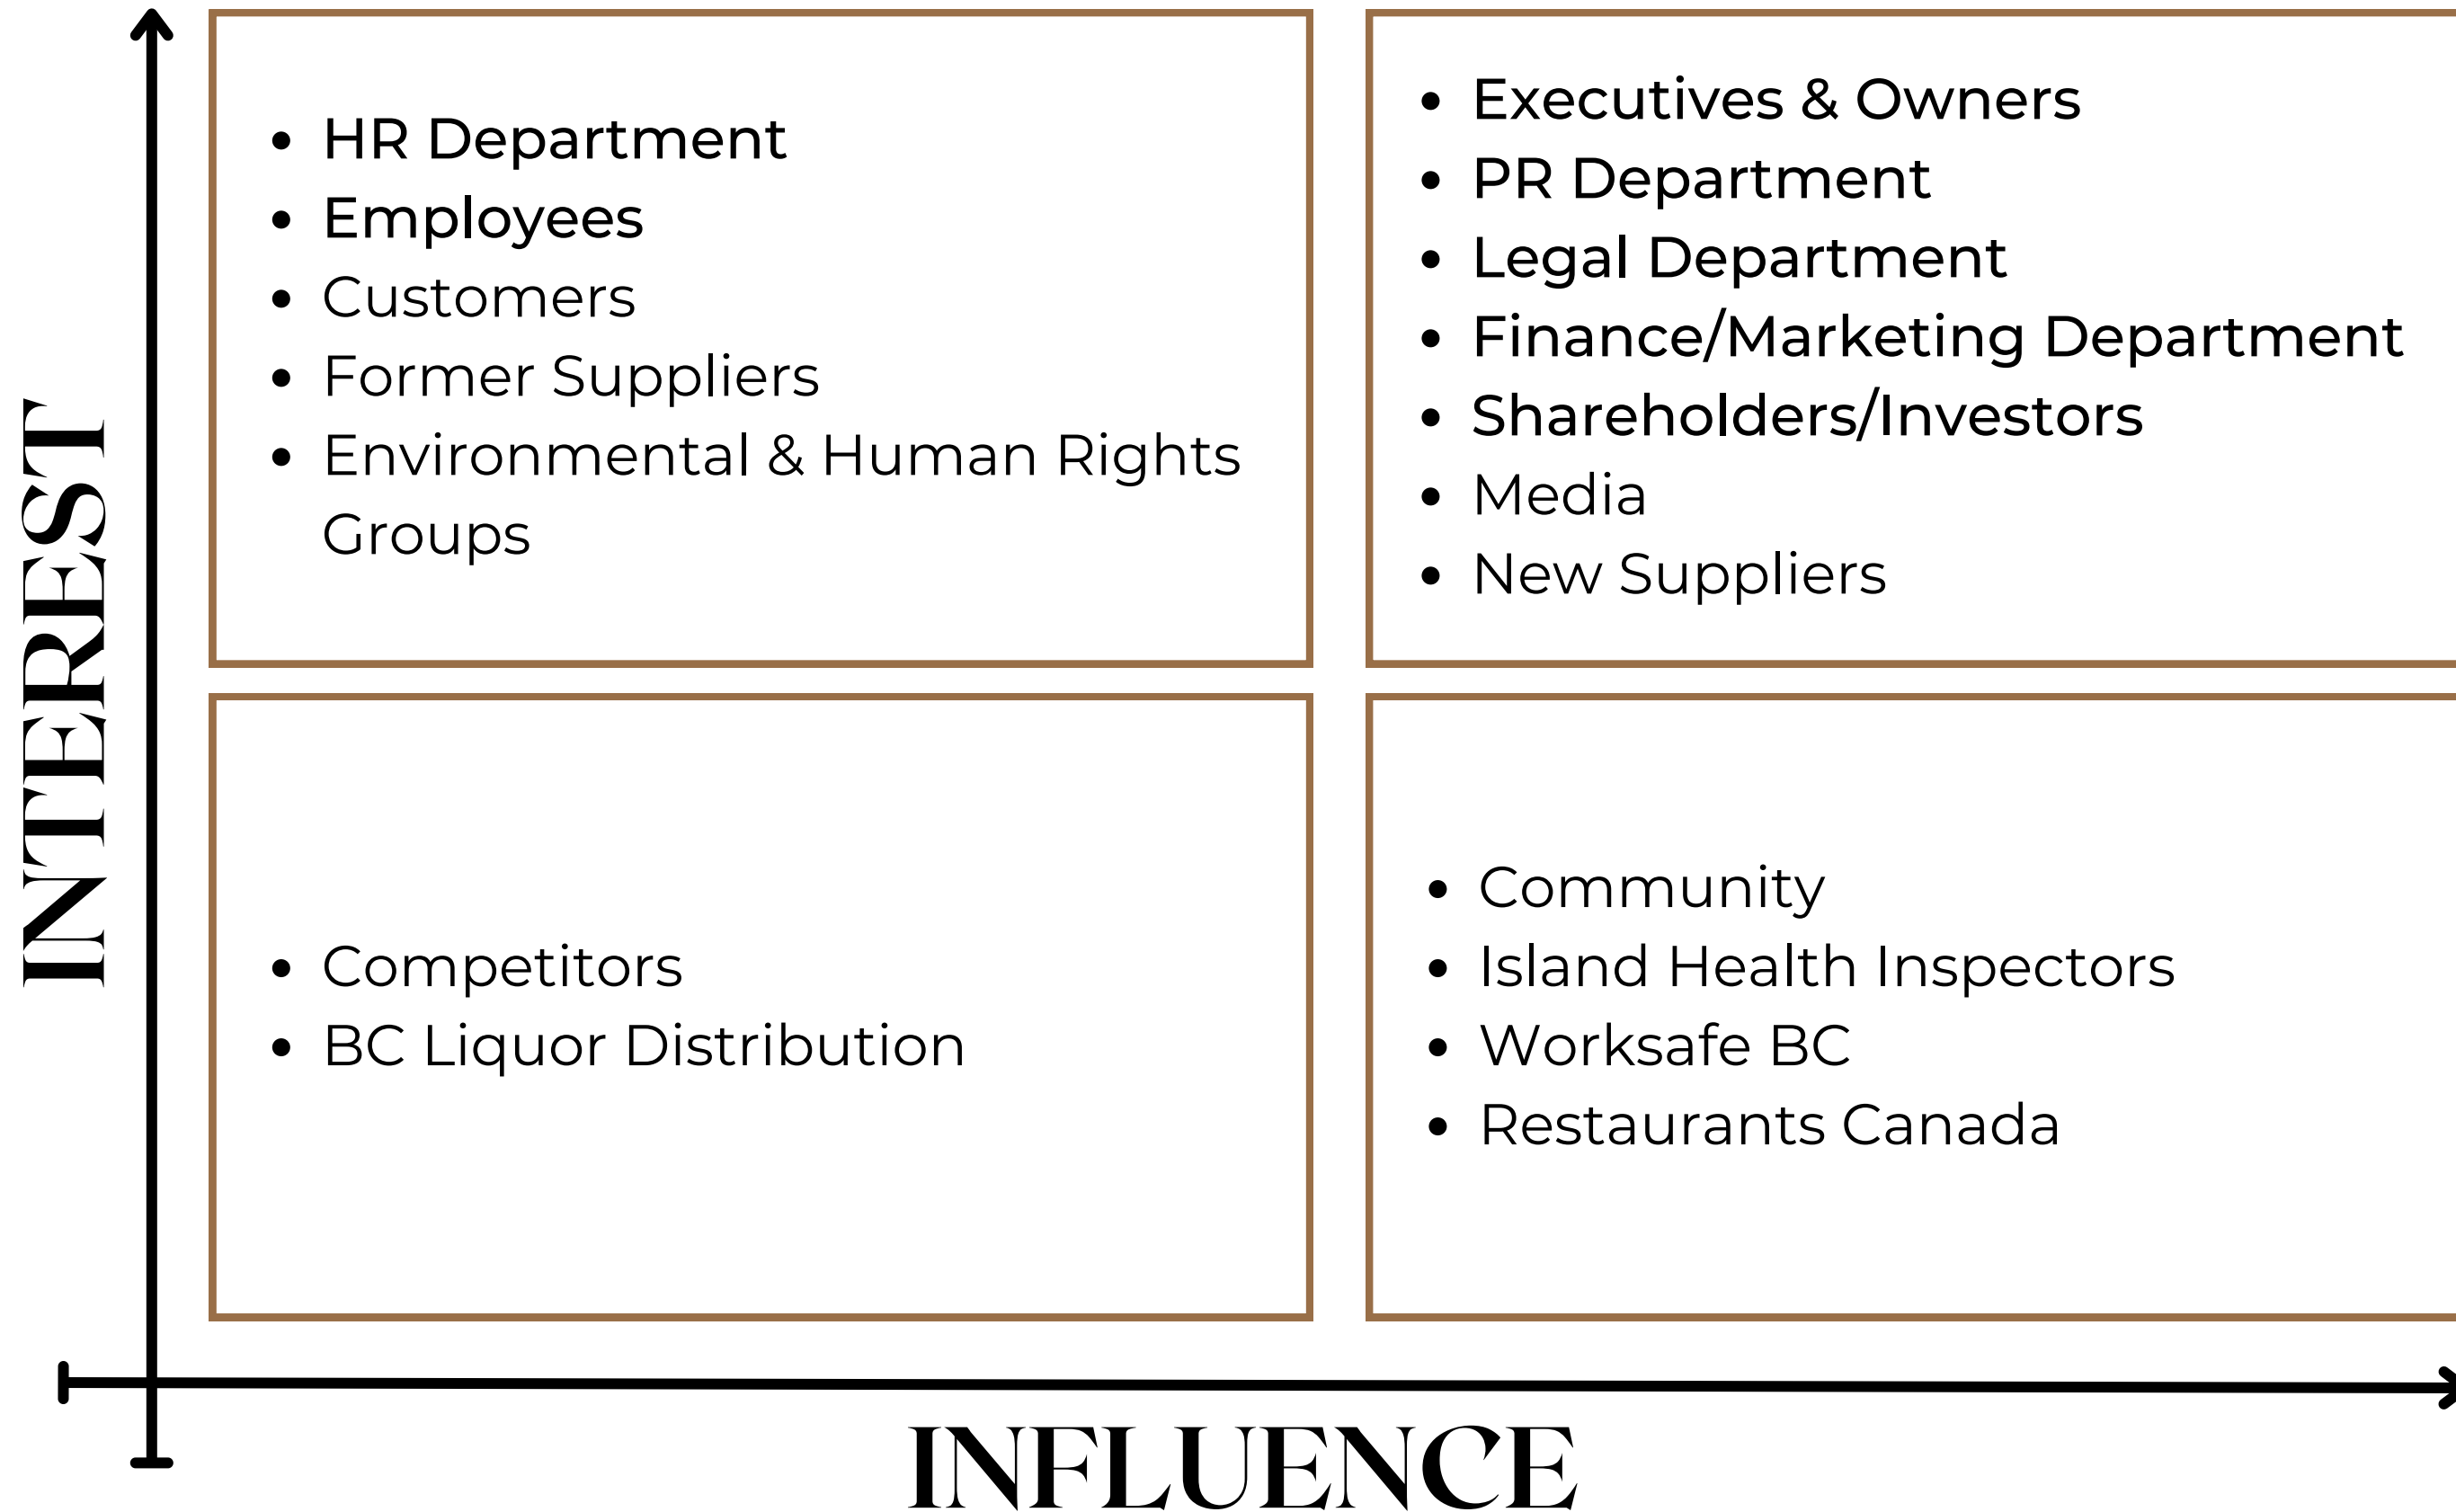 INTEREST
• HR Department
• Employees
• Customers
• Former Suppliers
• Environmental & Human Rights
Groups
• Executives & Owners
• PR Department
• Legal Department
• Finance/Marketing Department
• Shareholders/Investors
• Media
• New Suppliers
• Competitors
• BC Liquor Distribution
• Community
• Island Health Inspectors
• Worksafe BC
• Restaurants Canada
INFLUENCE